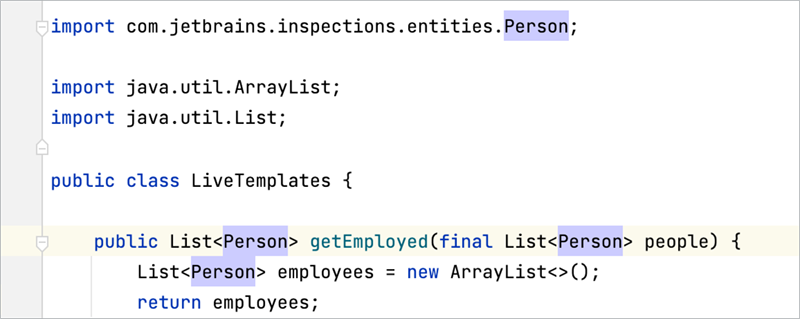 import com.jetbrains.inspections.entities.Person;
import java.util.ArrayList;
import java.util.List;
public class LiveTemplates {
public List<Person> getEmployed(final List<Person> people) {
List<Person> employees = new ArrayList<>();
return employees;